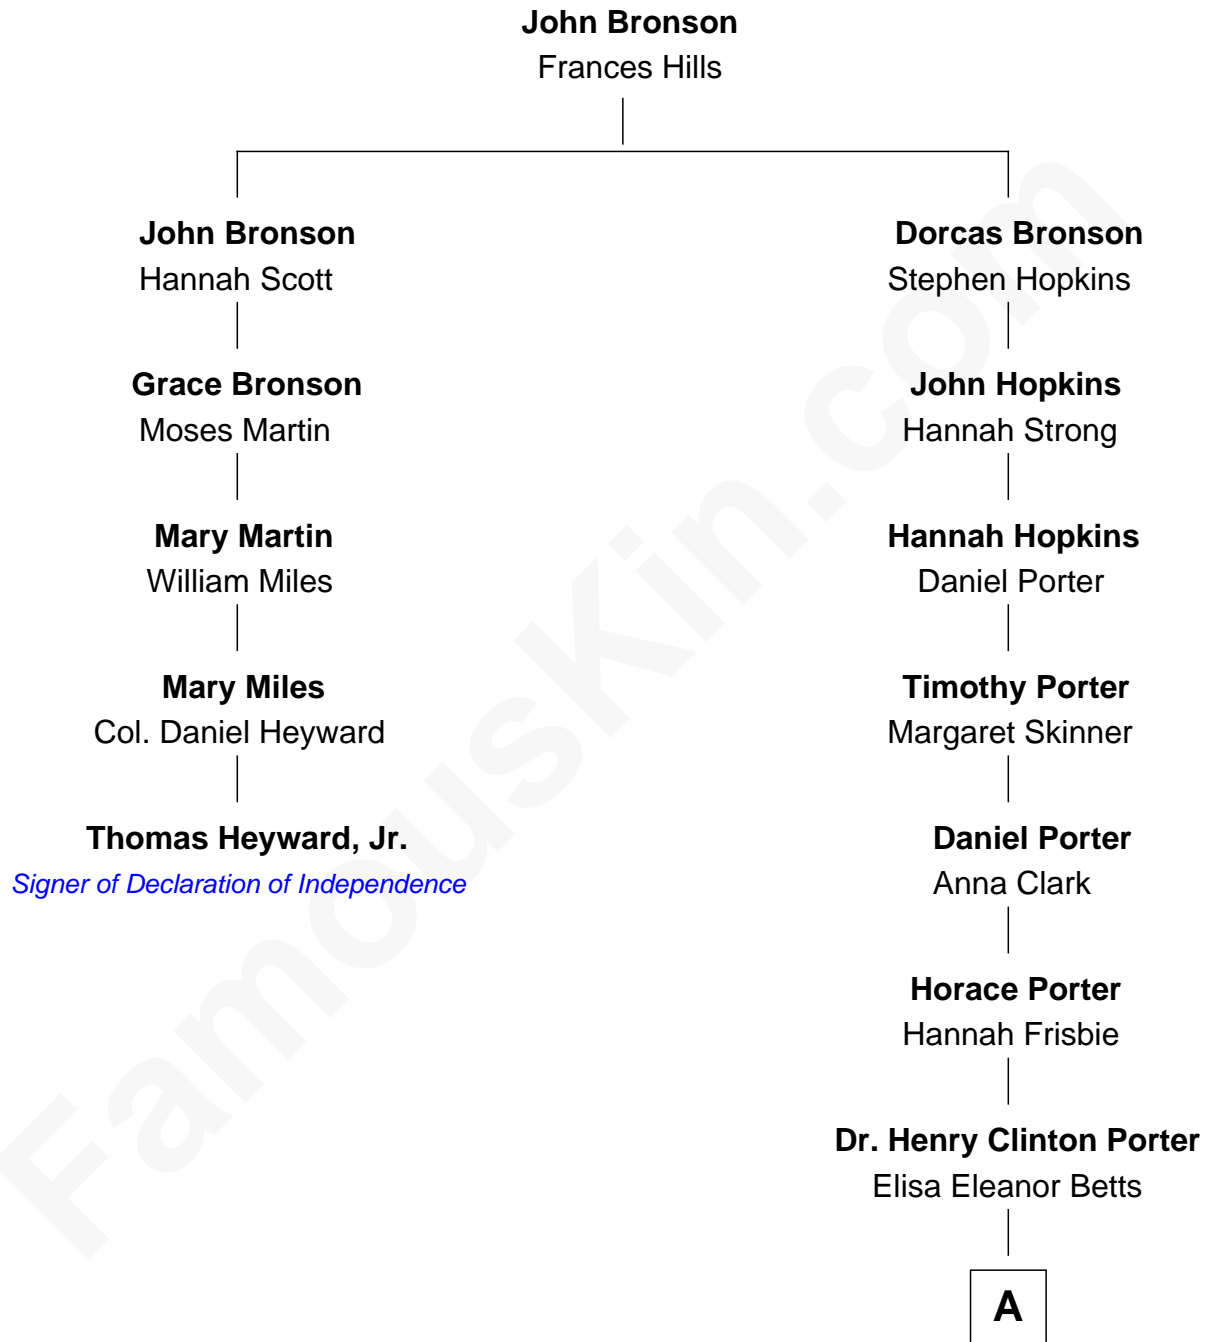 John Bronson
Frances Hills
John Bronson
Hannah Scott
Grace Bronson
Moses Martin
Mary Martin
William Miles
Mary Miles
Col. Daniel Heyward
Thomas Heyward, Jr.
Signer of Declaration of Independence
Dorcas Bronson
Stephen Hopkins
John Hopkins
Hannah Strong
Hannah Hopkins
Daniel Porter
Timothy Porter
Margaret Skinner
Daniel Porter
Anna Clark
Horace Porter
Hannah Frisbie
Dr. Henry Clinton Porter
Elisa Eleanor Betts
A
FamousKin.com